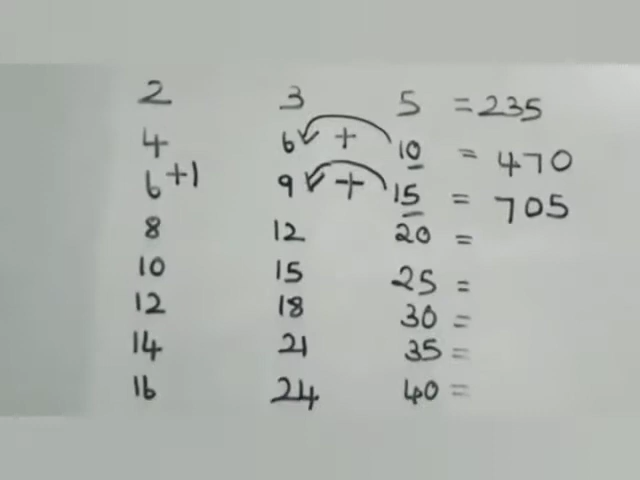 2 3 5 = 235
4 6 + 10 = 470
6 +1 9 + 15 = 705
8 12 20 =
10 15 25 =
12 18 30 =
14 21 35 =
16 24 40 =